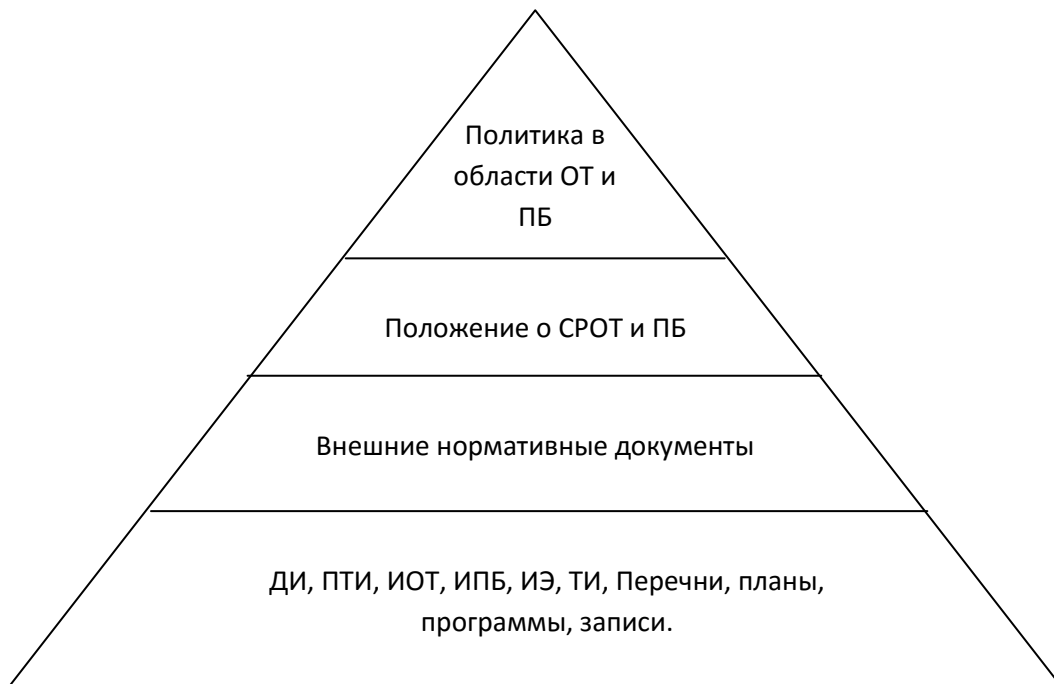 Политика в
области ОТ и
ПБ
Положение о СРОТ и ПБ
Внешние нормативные документы
ДИ, ПТИ, ИОТ, ИПБ, ИЭ, ТИ, Перечни, планы,
программы, записи.